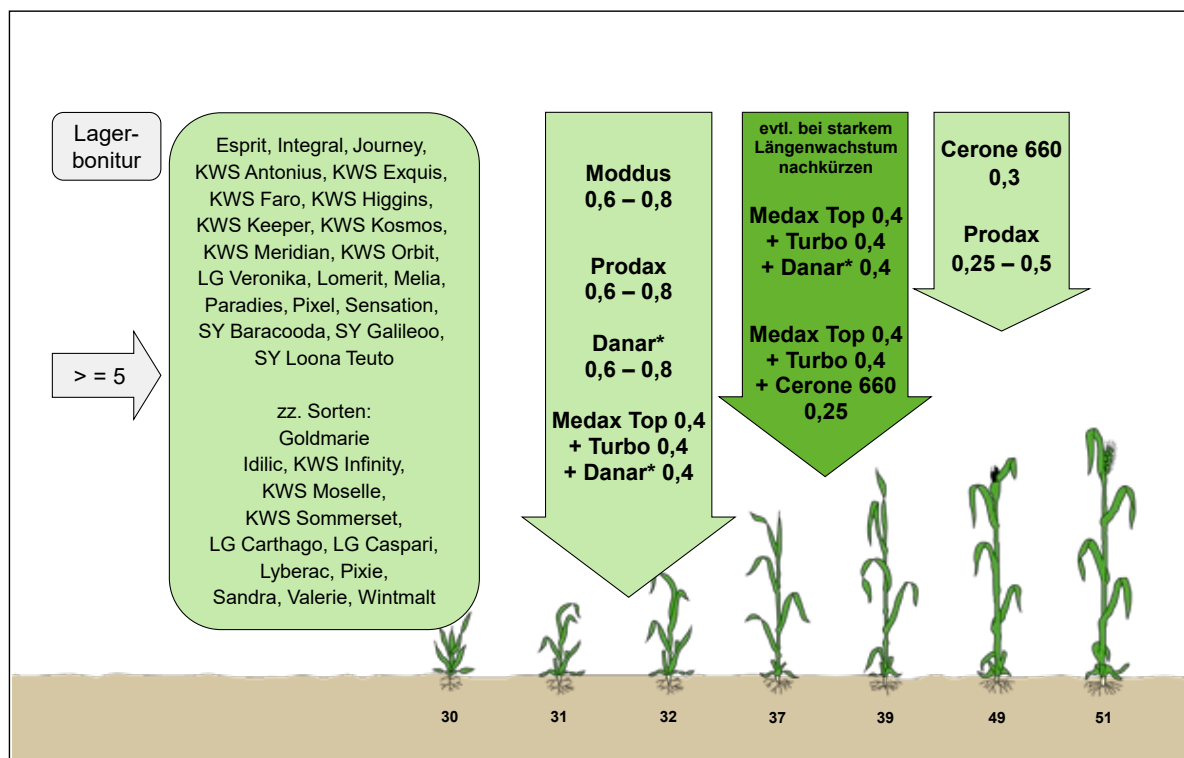 Lager-
bonitur
> = 5
Esprit, Integral, Journey,
KWS Antonius, KWS Exquis,
KWS Faro, KWS Higgins,
KWS Keeper, KWS Kosmos,
KWS Meridian, KWS Orbit,
LG Veronika, Lomerit, Melia,
Paradies, Pixel, Sensation,
SY Baracooda, SY Galileoo,
SY Loona Teuto
zz. Sorten:
Goldmarie
Idilic, KWS Infinity,
KWS Moselle,
KWS Sommerset,
LG Carthago, LG Caspari,
Lyberac, Pixie,
Sandra, Valerie, Wintmalt
Moddus
0,6 – 0,8
Prodax
0,6 – 0,8
Danar*
0,6 – 0,8
Medax Top 0,4
+ Turbo 0,4
+ Danar* 0,4
evtl. bei starkem
Längenwachstum
nachkürzen
Medax Top 0,4
+ Turbo 0,4
+ Danar* 0,4
Medax Top 0,4
+ Turbo 0,4
+ Cerone 660
0,25
Cerone 660
0,3
Prodax
0,25 – 0,5
30 31 32 37 39 49 51